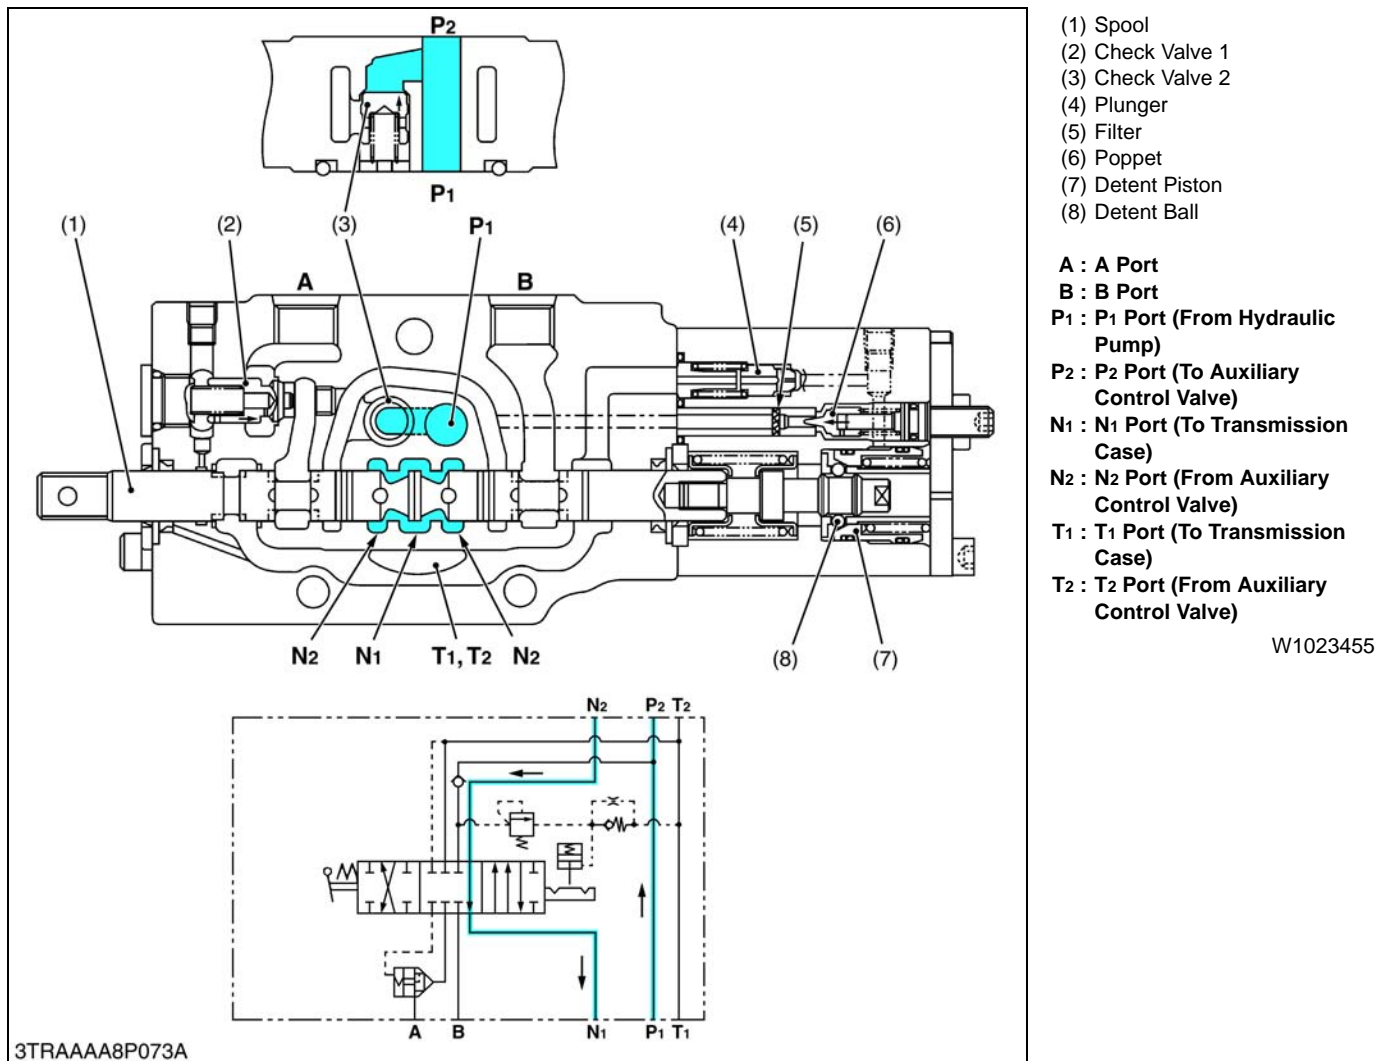 P2
P1
(1)
(2)
(3)
P1
(4)
(5)
(6)
A
B
N2
N1
T1, T2
N2
(8)
(7)
N2
P2
T2
A
B
N1
P1
T1
3TRAAAA8P073A
(1) Spool
(2) Check Valve 1
(3) Check Valve 2
(4) Plunger
(5) Filter
(6) Poppet
(7) Detent Piston
(8) Detent Ball
A : A Port
B : B Port
P1 : P1 Port (From Hydraulic
Pump)
P2 : P2 Port (To Auxiliary
Control Valve)
N1 : N1 Port (To Transmission
Case)
N2 : N2 Port (From Auxiliary
Control Valve)
T1 : T1 Port (To Transmission
Case)
T2 : T2 Port (From Auxiliary
Control Valve)
W1023455